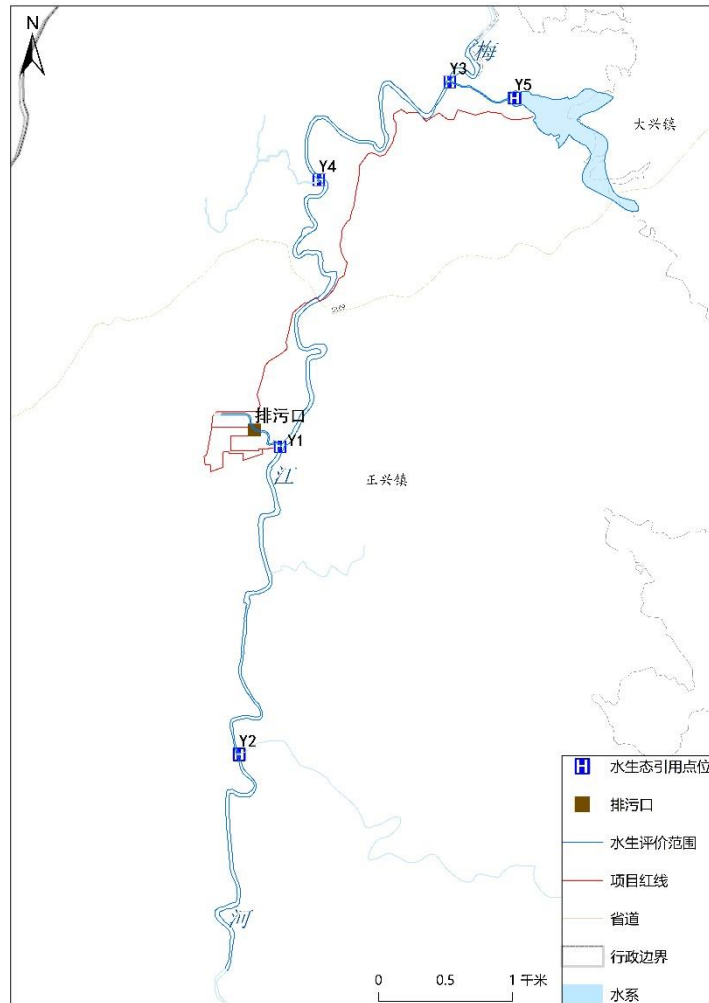 N
梅
Y3
Y5
大兴镇
Y4
S119
排污口
Y1
江
正兴镇
Y2
河
水生态引用点位
排污口
水生评价范围
项目红线
省道
行政边界
水系
0 0.5 1 千米